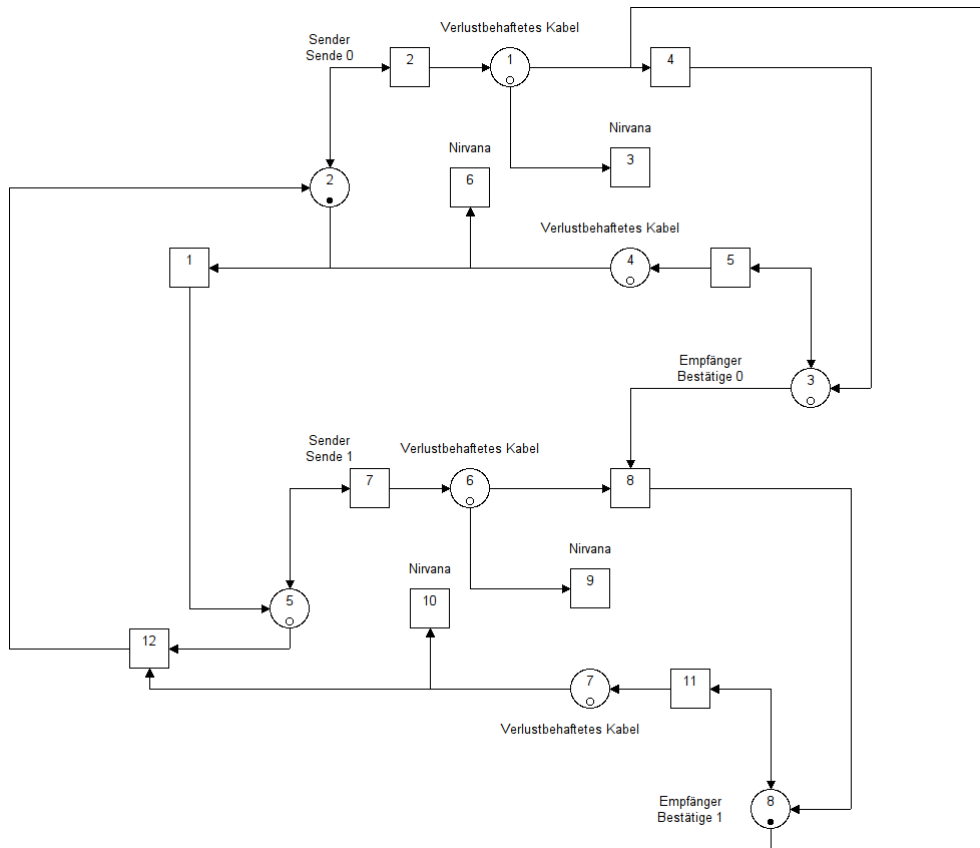 Verlustbehaftetes Kabel
Sender
Sende 0
2
1
4
Nirvana
3
Nirvana
6
2
Verlustbehaftetes Kabel
1
4
5
Empfänger
Bestätige 0
3
Sender
Sende 1
Verlustbehaftetes Kabel
7
6
8
Nirvana
9
Nirvana
10
5
12
7
11
Verlustbehaftetes Kabel
Empfänger
Bestätige 1
8